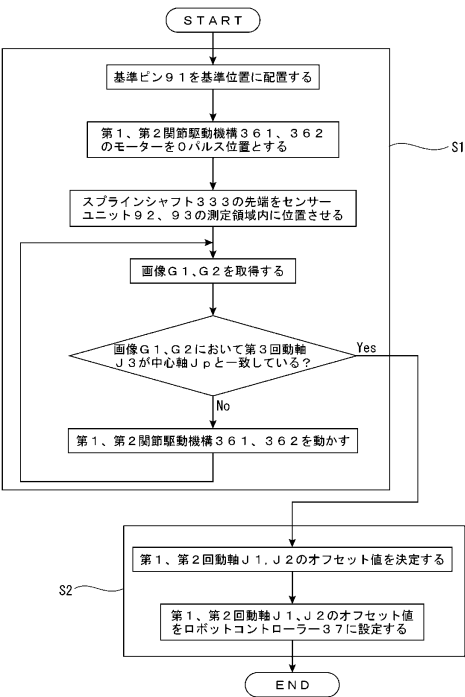 START
基準ピン91を基準位置に配置する
第1、第2関節駆動機構361、362
のモーターを0パルス位置とする
S1
スプラインシャフト333の先端をセンサー
ユニット92、93の測定領域内に位置させる
画像G1、G2を取得する
画像G1、G2において第3回動軸
J3が中心軸Jpと一致している?
Yes
No
第1、第2関節駆動機構361、362を動かす
第1、第2回動軸J1、J2のオフセット値を決定する
S2
第1、第2回動軸J1、J2のオフセット値
をロボットコントローラー37に設定する
END